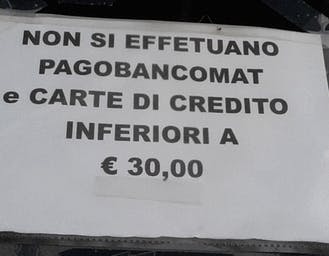 NON SI EFFETUANO
PAGOBANCOMAT
e CARTE DI CREDITO
INFERIORI A
€ 30,00